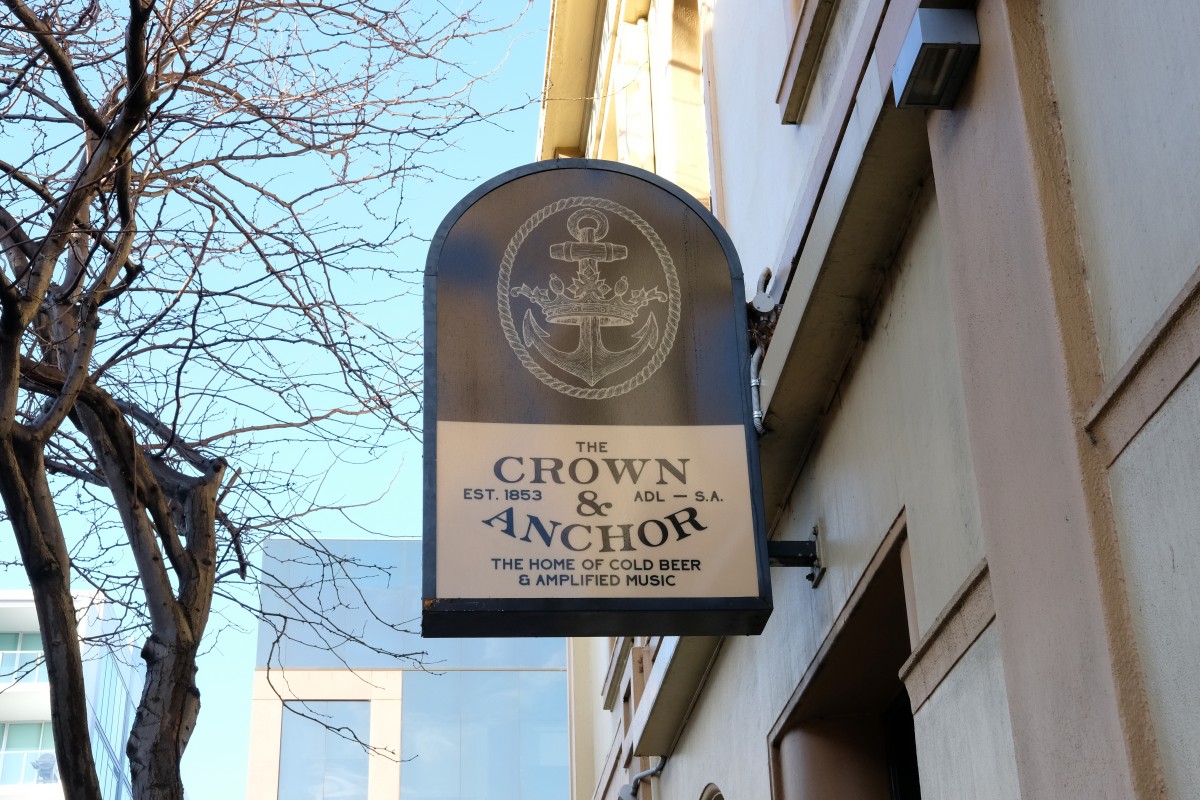 THE
CROWN
EST. 1853 & ADL — S.A.
ANCHOR
THE HOME OF COLD BEER
& AMPLIFIED MUSIC